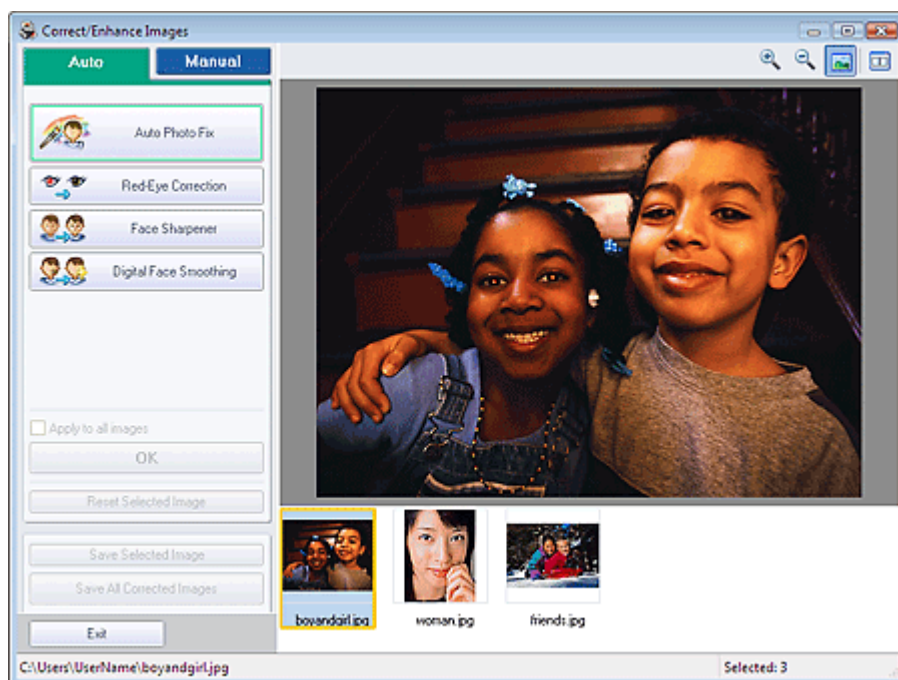 Correct/Enhance Images
Auto
Manual
Auto Photo Fix
Red-Eye Correction
Face Sharpener
Digital Face Smoothing
Apply to all images
OK
Reset Selected Image
Save Selected Image
Save All Corrected Images
Exit
boyandgirl.jpg
woman.jpg
friends.jpg
C:\Users\UserName\boyandgirl.jpg
Selected: 3